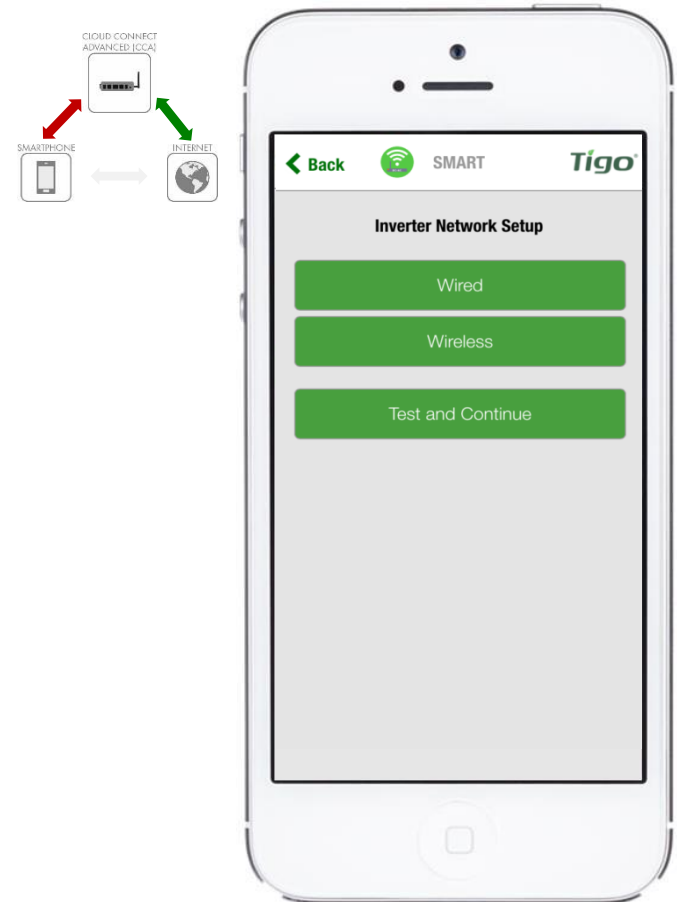 CLOUD CONNECT
ADVANCED (CCA)
SMARTPHONE
INTERNET
Back
SMART
Tigo
Inverter Network Setup
Wired
Wireless
Test and Continue